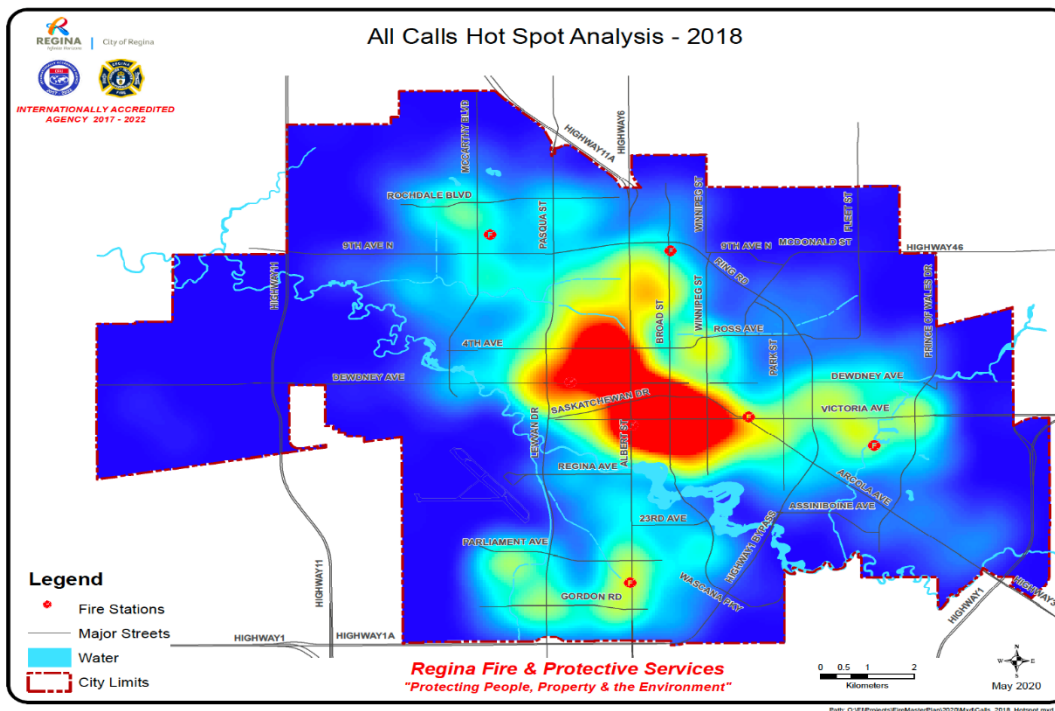 REGINA
City of Regina
All Calls Hot Spot Analysis - 2018
INTERNATIONALLY ACCREDITED
AGENCY 2017 - 2022
MCCARTHY BLVD
HIGHWAY11A
HIGHWAY6
ROCHDALE BLVD
PASQUA ST
WINNIPEG ST
FLEET ST
9TH AVE N
9TH AVE N
MCDONALD ST
HIGHWAY46
RING RD
HIGHWAY11
BROAD ST
WINNIPEG ST
ROSS AVE
PARK ST
PRINCE OF WALES DR
4TH AVE
DEWDNEY AVE
DEWDNEY AVE
SASKATCHEWAN DR
VICTORIA AVE
LEWVAN DR
ALBERT ST
REGINA AVE
ARCOLA AVE
ASSINIBOINE AVE
23RD AVE
HIGHWAY1 BYPASS
PARLIAMENT AVE
WASCANA PKY
GORDON RD
HIGHWAY11
HIGHWAY1
HIGHWAY1A
HIGHWAY1
Legend
Fire Stations
Major Streets
Water
City Limits
Regina Fire & Protective Services
"Protecting People, Property & the Environment"
0 0.5 1 2
Kilometers
N
W E
S
May 2020